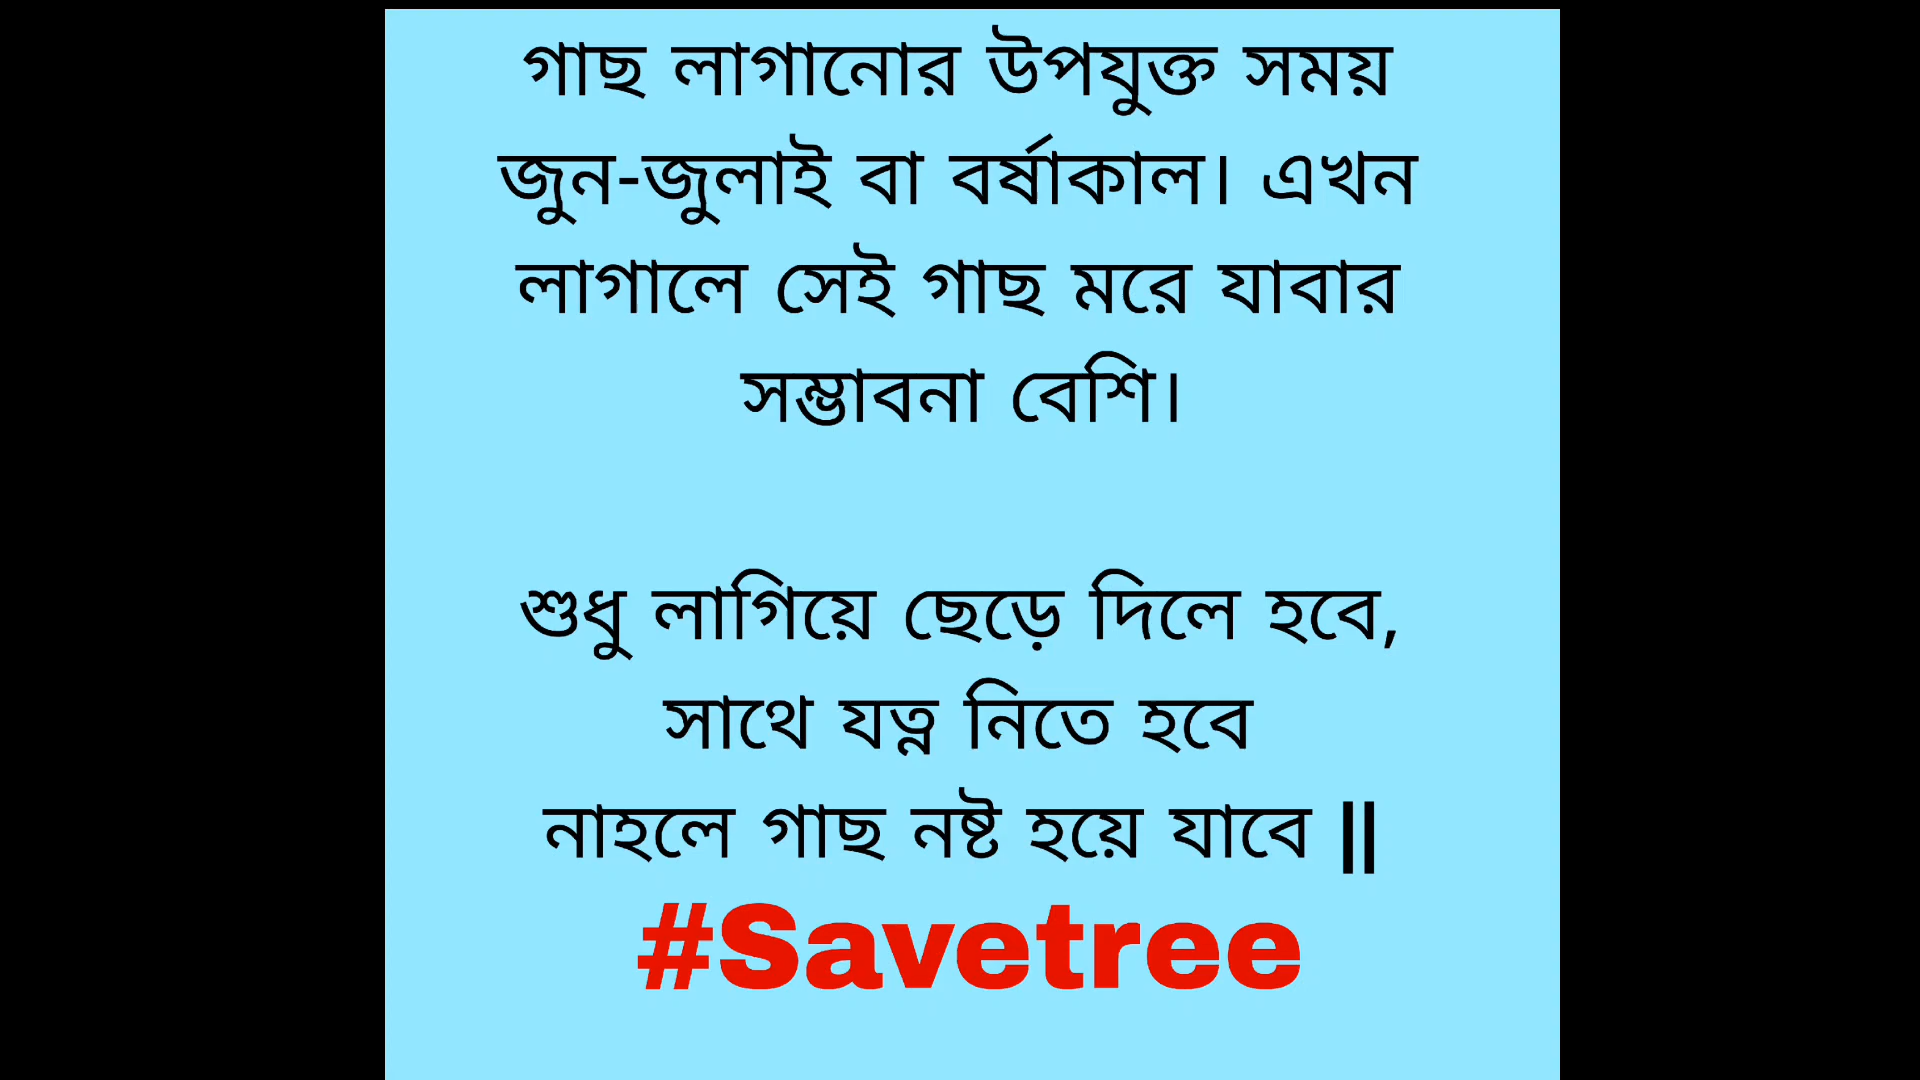 গাছ লাগানোর উপযুক্ত সময়
জুন-জুলাই বা বর্ষাকাল। এখন
লাগালে সেই গাছ মরে যাবার
সম্ভাবনা বেশি।
শুধু লাগিয়ে ছেড়ে দিলে হবে,
সাথে যত্ন নিতে হবে
নাহলে গাছ নষ্ট হয়ে যাবে ||
#Savetree